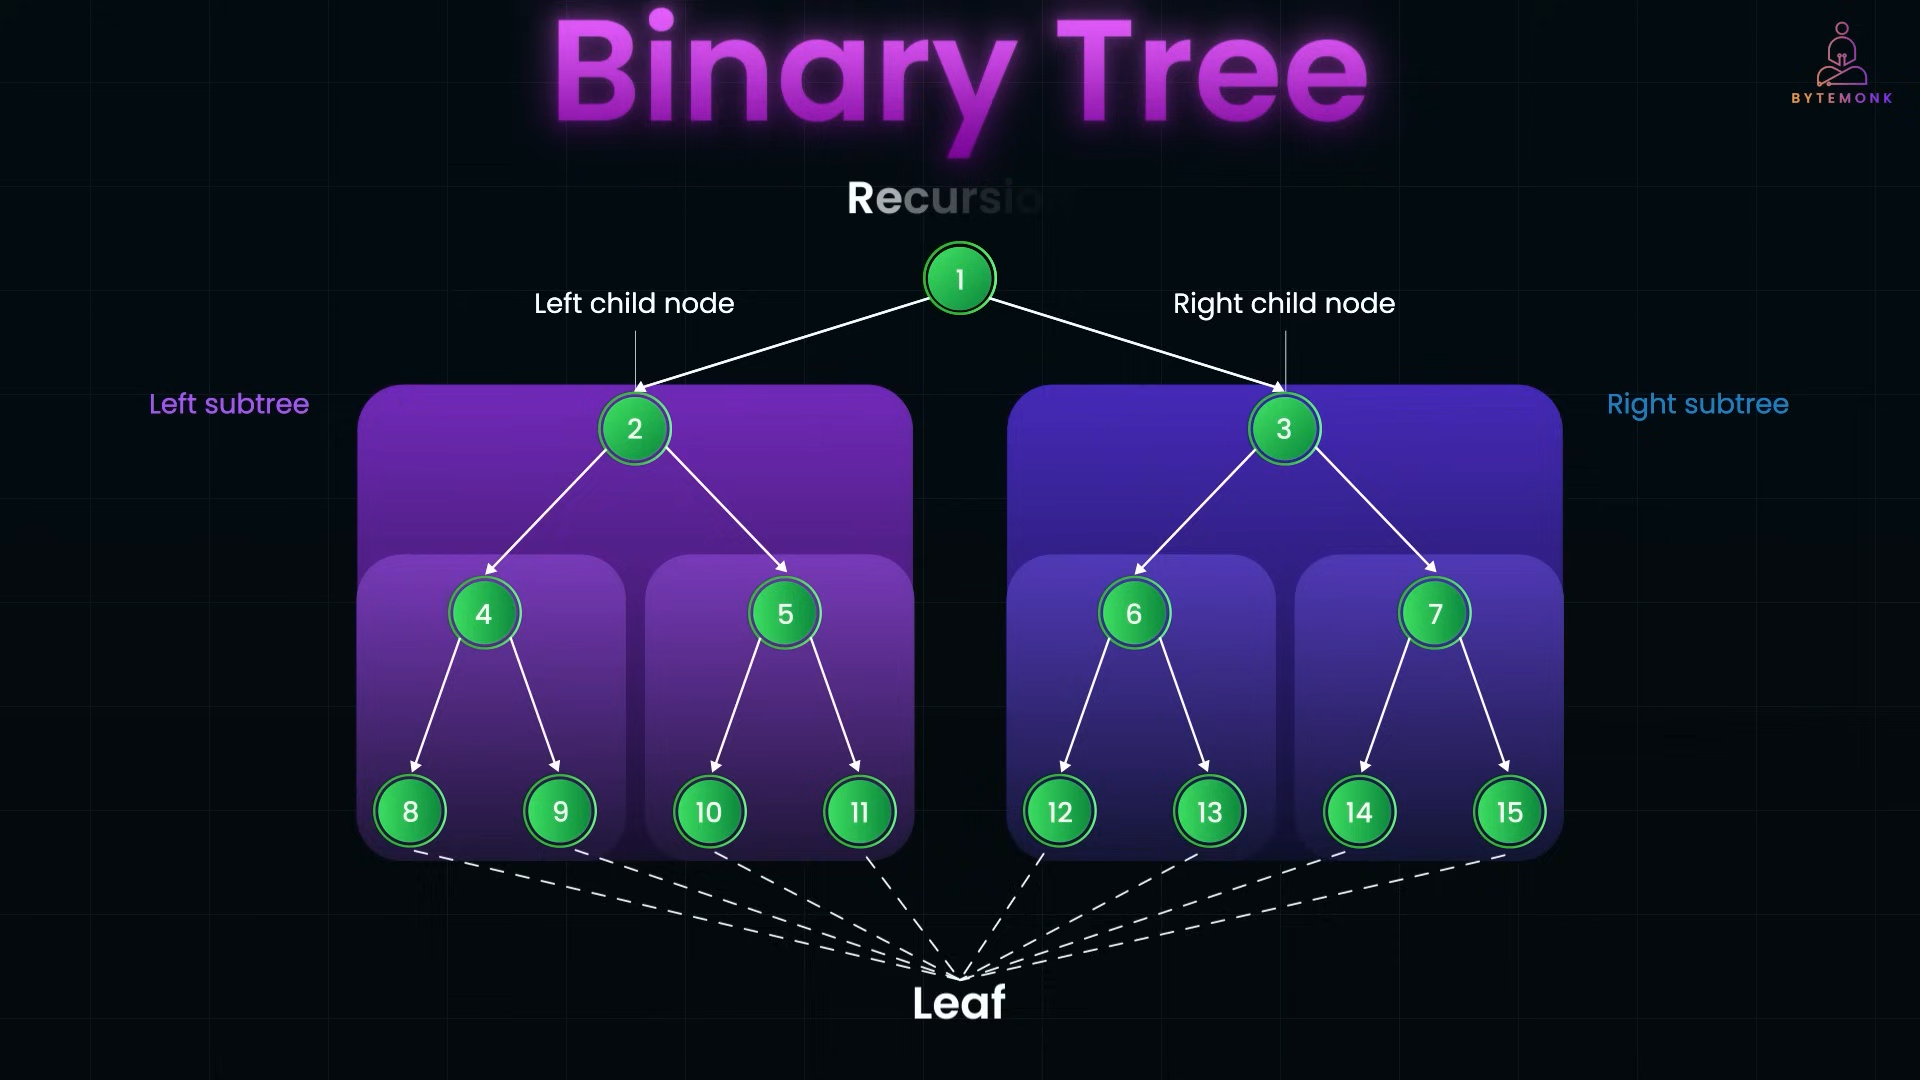 Binary Tree
BYTEMONK
Recursio
1
Left child node
Right child node
Left subtree
2
3
Right subtree
4
5
6
7
8
9
10
11
12
13
14
15
Leaf